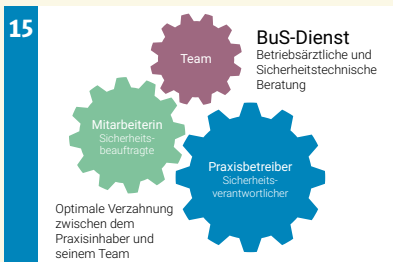 15
Team
BuS-Dienst
Betriebsärztliche und
Sicherheitstechnische
Beratung
Mitarbeiterin
Sicherheits-
beauftragte
Praxisbetreiber
Sicherheits-
verantwortlicher
Optimale Verzahnung
zwischen dem
Praxisinhaber und
seinem Team